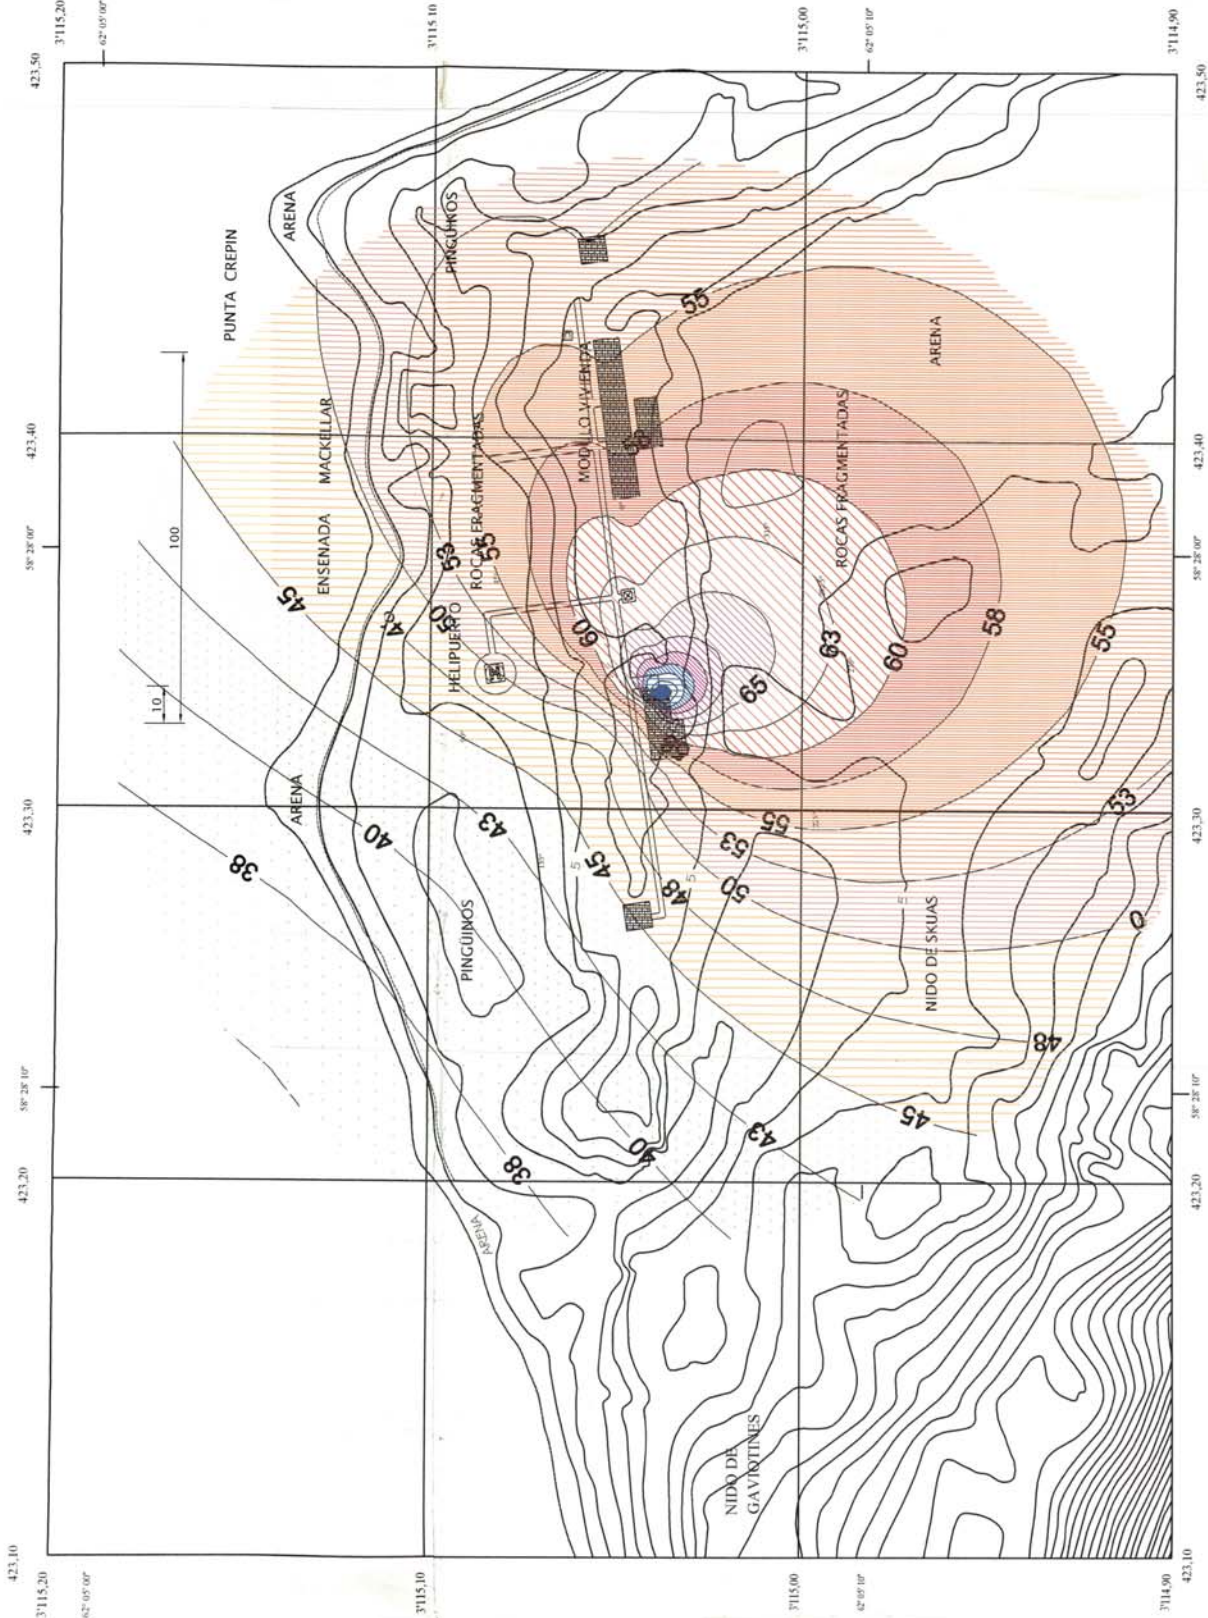 3'115,20
62° 05' 00"
3'115,10
3'115,00
62° 05' 10"
3'114,90
423,50
423,50
PUNTA CREPIN
ARENA
PINGÜINOS
55
ARENA
MODULO VIVIENDA
MACKELLAR
ENSENADA
423,40
423,40
100
10
58° 28' 00"
58° 28' 00"
ROCAS FRAGMENTADAS
ROCAS FRAGMENTADAS
53
55
58
45
48
50
HELIPUERTO
60
63
60
58
55
65
58
ARENA
423,30
423,30
38
40
43
45
5
48
5
50
53
55
53
PINGÜINOS
NIDO DE SKUAS
48
45
43
40
38
58° 28' 10"
58° 28' 10"
423,20
423,20
ARENA
NIDO DE
GAVIOTINES
423,10
423,10
3'115,20
62° 05' 00"
3'115,10
3'115,00
62° 05' 10"
3'114,90